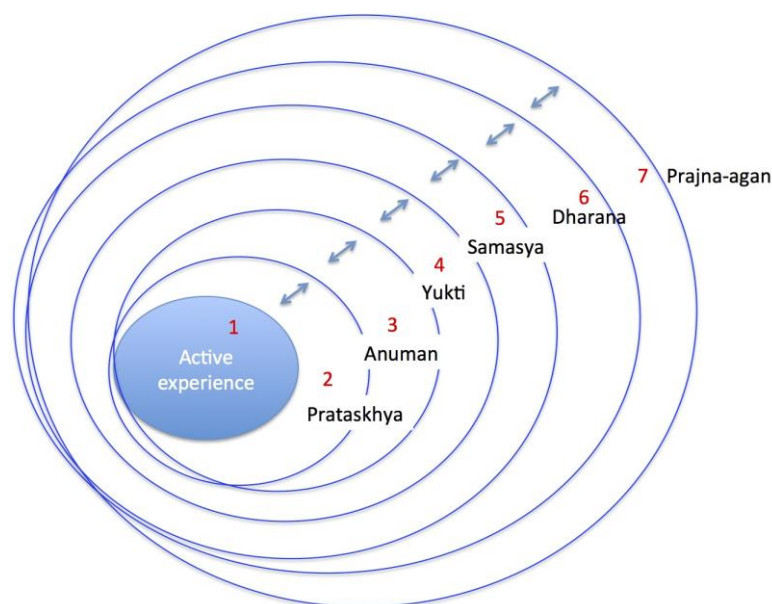 1
Active
experience
2
Prataskhya
3
Anuman
4
Yukti
5
Samasya
6
Dharana
7 Prajna-agan